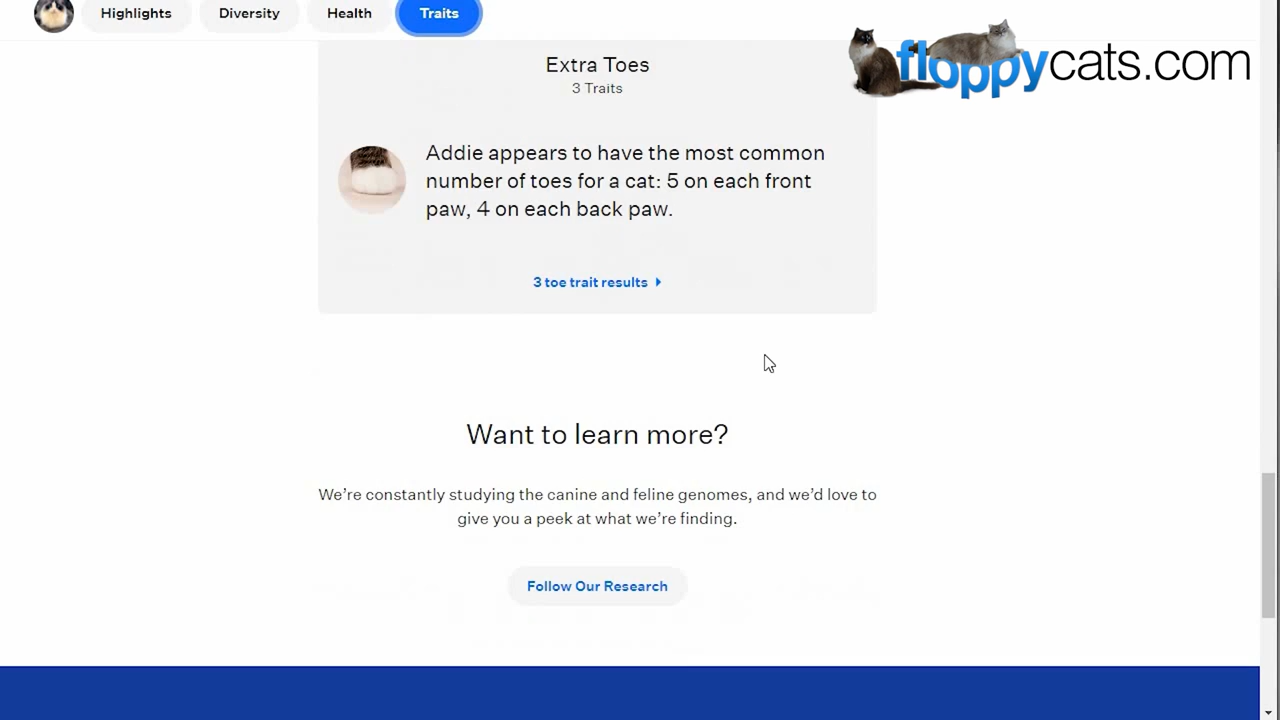 Highlights
Diversity
Health
Traits
floppycats.com
Extra Toes
3 Traits
Addie appears to have the most common
number of toes for a cat: 5 on each front
paw, 4 on each back paw.
3 toe trait results
Want to learn more?
We’re constantly studying the canine and feline genomes, and we’d love to
give you a peek at what we’re finding.
Follow Our Research